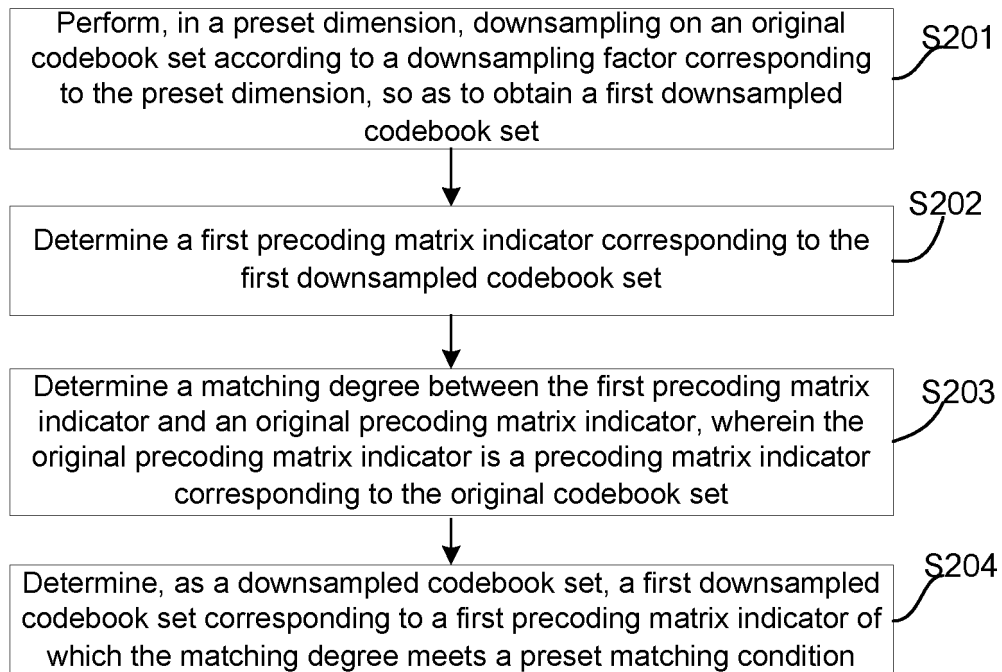 Perform, in a preset dimension, downsampling on an original
codebook set according to a downsampling factor corresponding
to the preset dimension, so as to obtain a first downsampled
codebook set
S201
Determine a first precoding matrix indicator corresponding to the
first downsampled codebook set
S202
Determine a matching degree between the first precoding matrix
indicator and an original precoding matrix indicator, wherein the
original precoding matrix indicator is a precoding matrix indicator
corresponding to the original codebook set
S203
Determine, as a downsampled codebook set, a first downsampled
codebook set corresponding to a first precoding matrix indicator of
which the matching degree meets a preset matching condition
S204